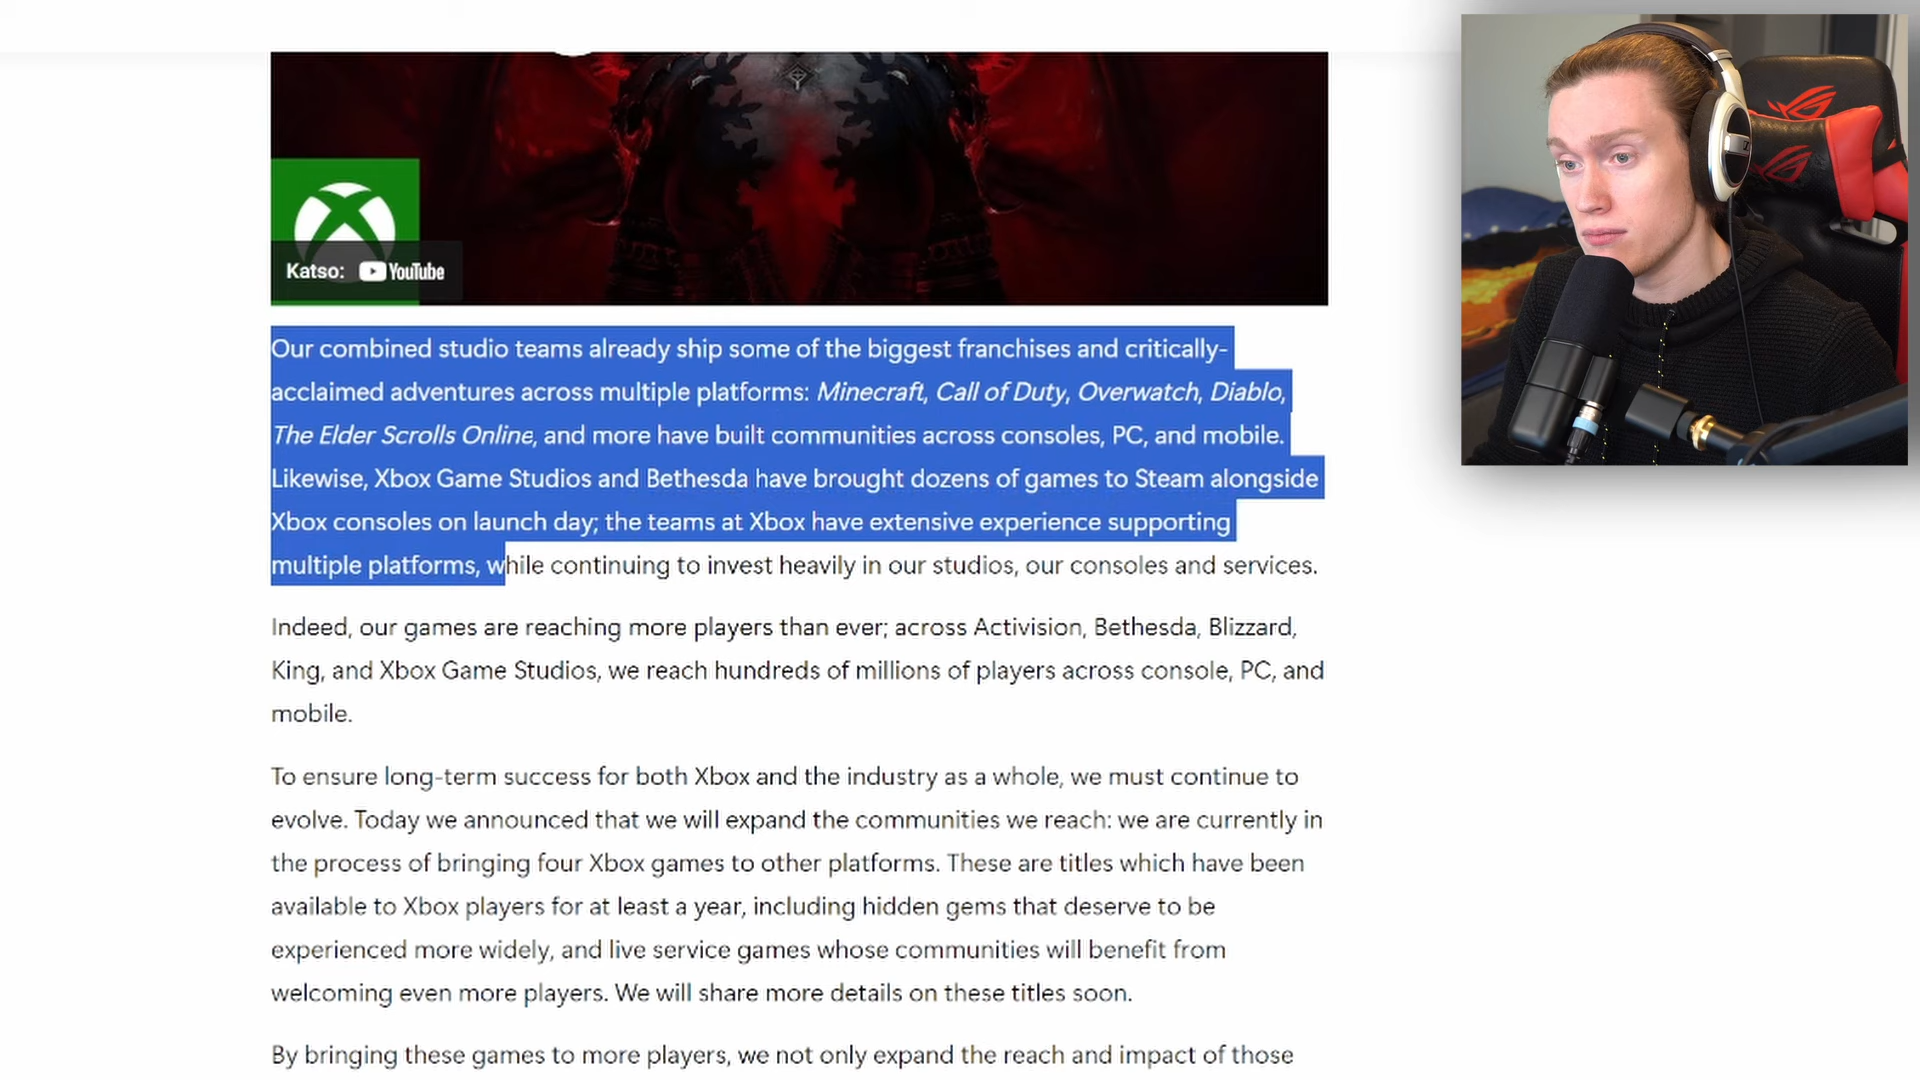 Katso: YouTube
Our combined studio teams already ship some of the biggest franchises and critically-
acclaimed adventures across multiple platforms: Minecraft, Call of Duty, Overwatch, Diablo,
The Elder Scrolls Online, and more have built communities across consoles, PC, and mobile.
Likewise, Xbox Game Studios and Bethesda have brought dozens of games to Steam alongside
Xbox consoles on launch day; the teams at Xbox have extensive experience supporting
multiple platforms, while continuing to invest heavily in our studios, our consoles and services.
Indeed, our games are reaching more players than ever; across Activision, Bethesda, Blizzard,
King, and Xbox Game Studios, we reach hundreds of millions of players across console, PC, and
mobile.
To ensure long-term success for both Xbox and the industry as a whole, we must continue to
evolve. Today we announced that we will expand the communities we reach: we are currently in
the process of bringing four Xbox games to other platforms. These are titles which have been
available to Xbox players for at least a year, including hidden gems that deserve to be
experienced more widely, and live service games whose communities will benefit from
welcoming even more players. We will share more details on these titles soon.
By bringing these games to more players, we not only expand the reach and impact of those